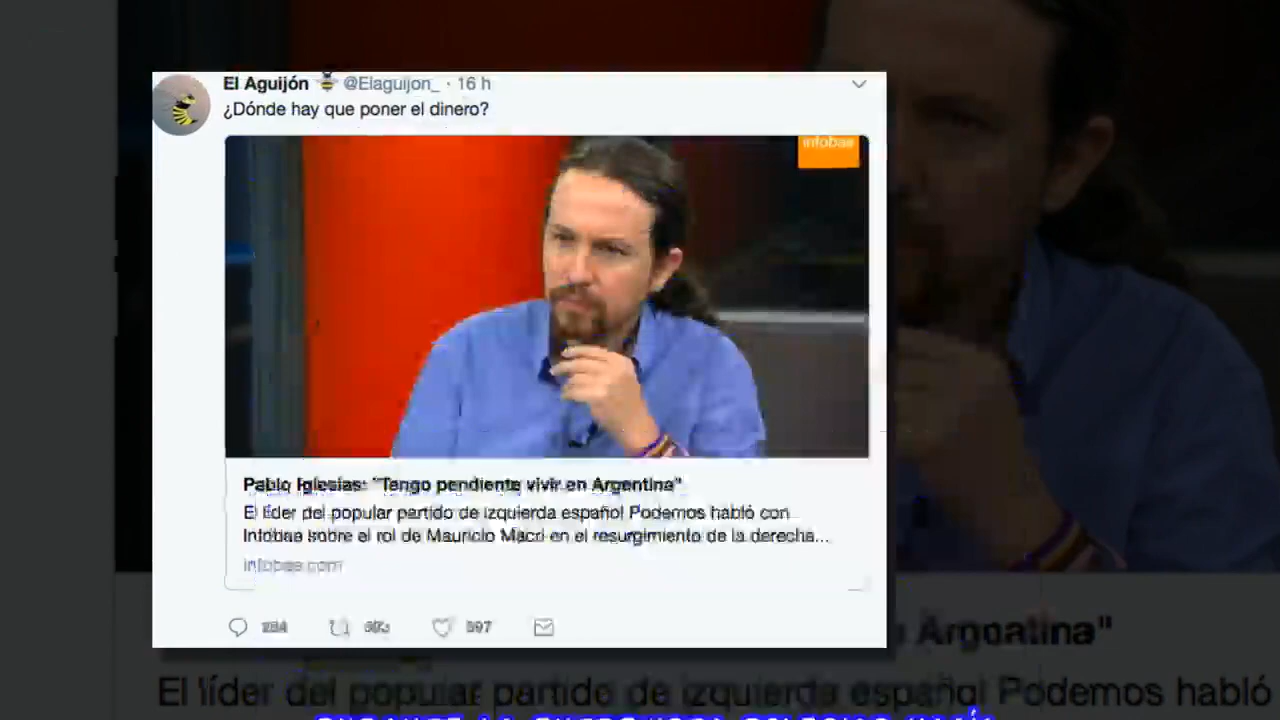 El Aguijón @Elaguijon_ · 16 h
¿Dónde hay que poner el dinero?
infobae
Pablo Iglesias: "Tengo pendiente vivir en Argentina"
El líder del popular partido de izquierda español Podemos habló con
Infobae sobre el rol de Mauricio Macri en el resurgimiento de la derecha...
infobae.com
397
Argentina"
El líder del popular partido de izquierda español Podemos habló